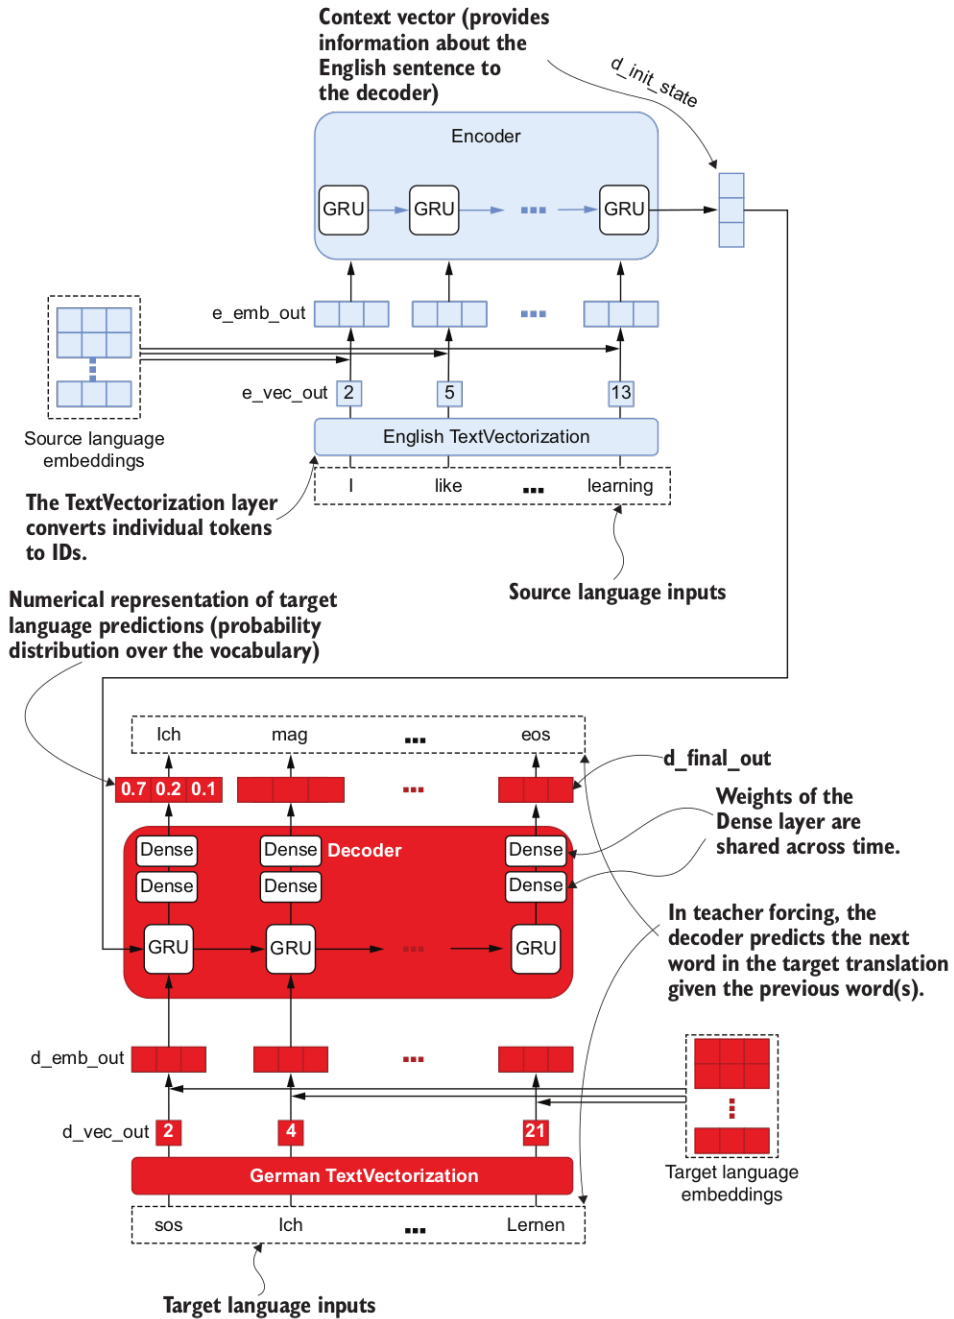 Context vector (provides
information about the
English sentence to
the decoder)
d_init_state
Encoder
GRU GRU ... GRU
e_emb_out ...
e_vec_out 2 5 13
Source language
embeddings
English TextVectorization
I like ... learning
The TextVectorization layer
converts individual tokens
to IDs.
Source language inputs
Numerical representation of target
language predictions (probability
distribution over the vocabulary)
Ich mag ... eos
d_final_out
0.7 0.2 0.1 ...
Weights of the
Dense layer are
shared across time.
Dense Dense Decoder Dense
Dense Dense Dense
GRU GRU ... GRU
In teacher forcing, the
decoder predicts the next
word in the target translation
given the previous word(s).
d_emb_out ...
d_vec_out 2 4 21
German TextVectorization
Target language
embeddings
sos Ich ... Lernen
Target language inputs